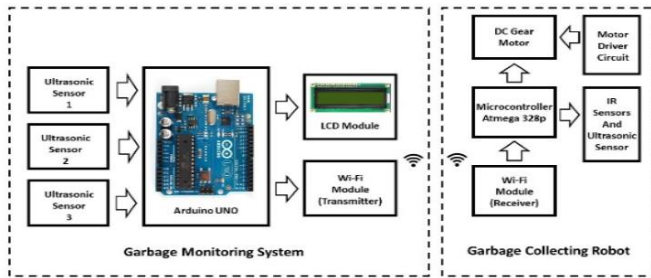 Ultrasonic
Sensor
1
Ultrasonic
Sensor
2
Ultrasonic
Sensor
3
Arduino UNO
LCD Module
Wi-Fi
Module
(Transmitter)
Garbage Monitoring System
DC Gear
Motor
Motor
Driver
Circuit
Microcontroller
Atmega 328p
IR
Sensors
And
Ultrasonic
Sensor
Wi-Fi
Module
(Receiver)
Garbage Collecting Robot